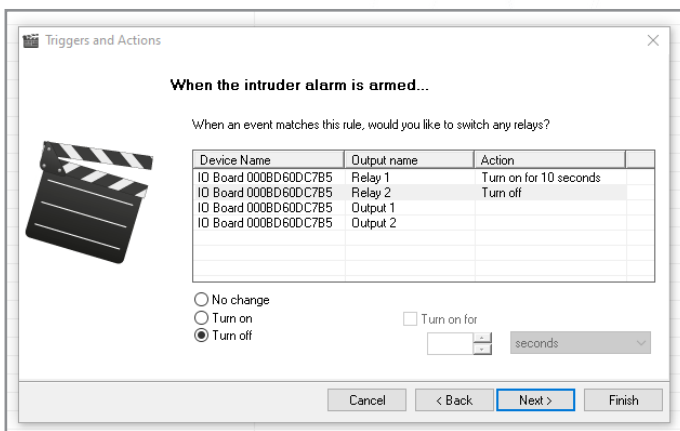 Triggers and Actions
When the intruder alarm is armed...
When an event matches this rule, would you like to switch any relays?
Device Name Output name Action
IO Board 000BD60DC7B5 Relay 1 Turn on for 10 seconds
IO Board 000BD60DC7B5 Relay 2 Turn off
IO Board 000BD60DC7B5 Output 1
IO Board 000BD60DC7B5 Output 2
No change
Turn on Turn on for
Turn off seconds
Cancel < Back Next > Finish